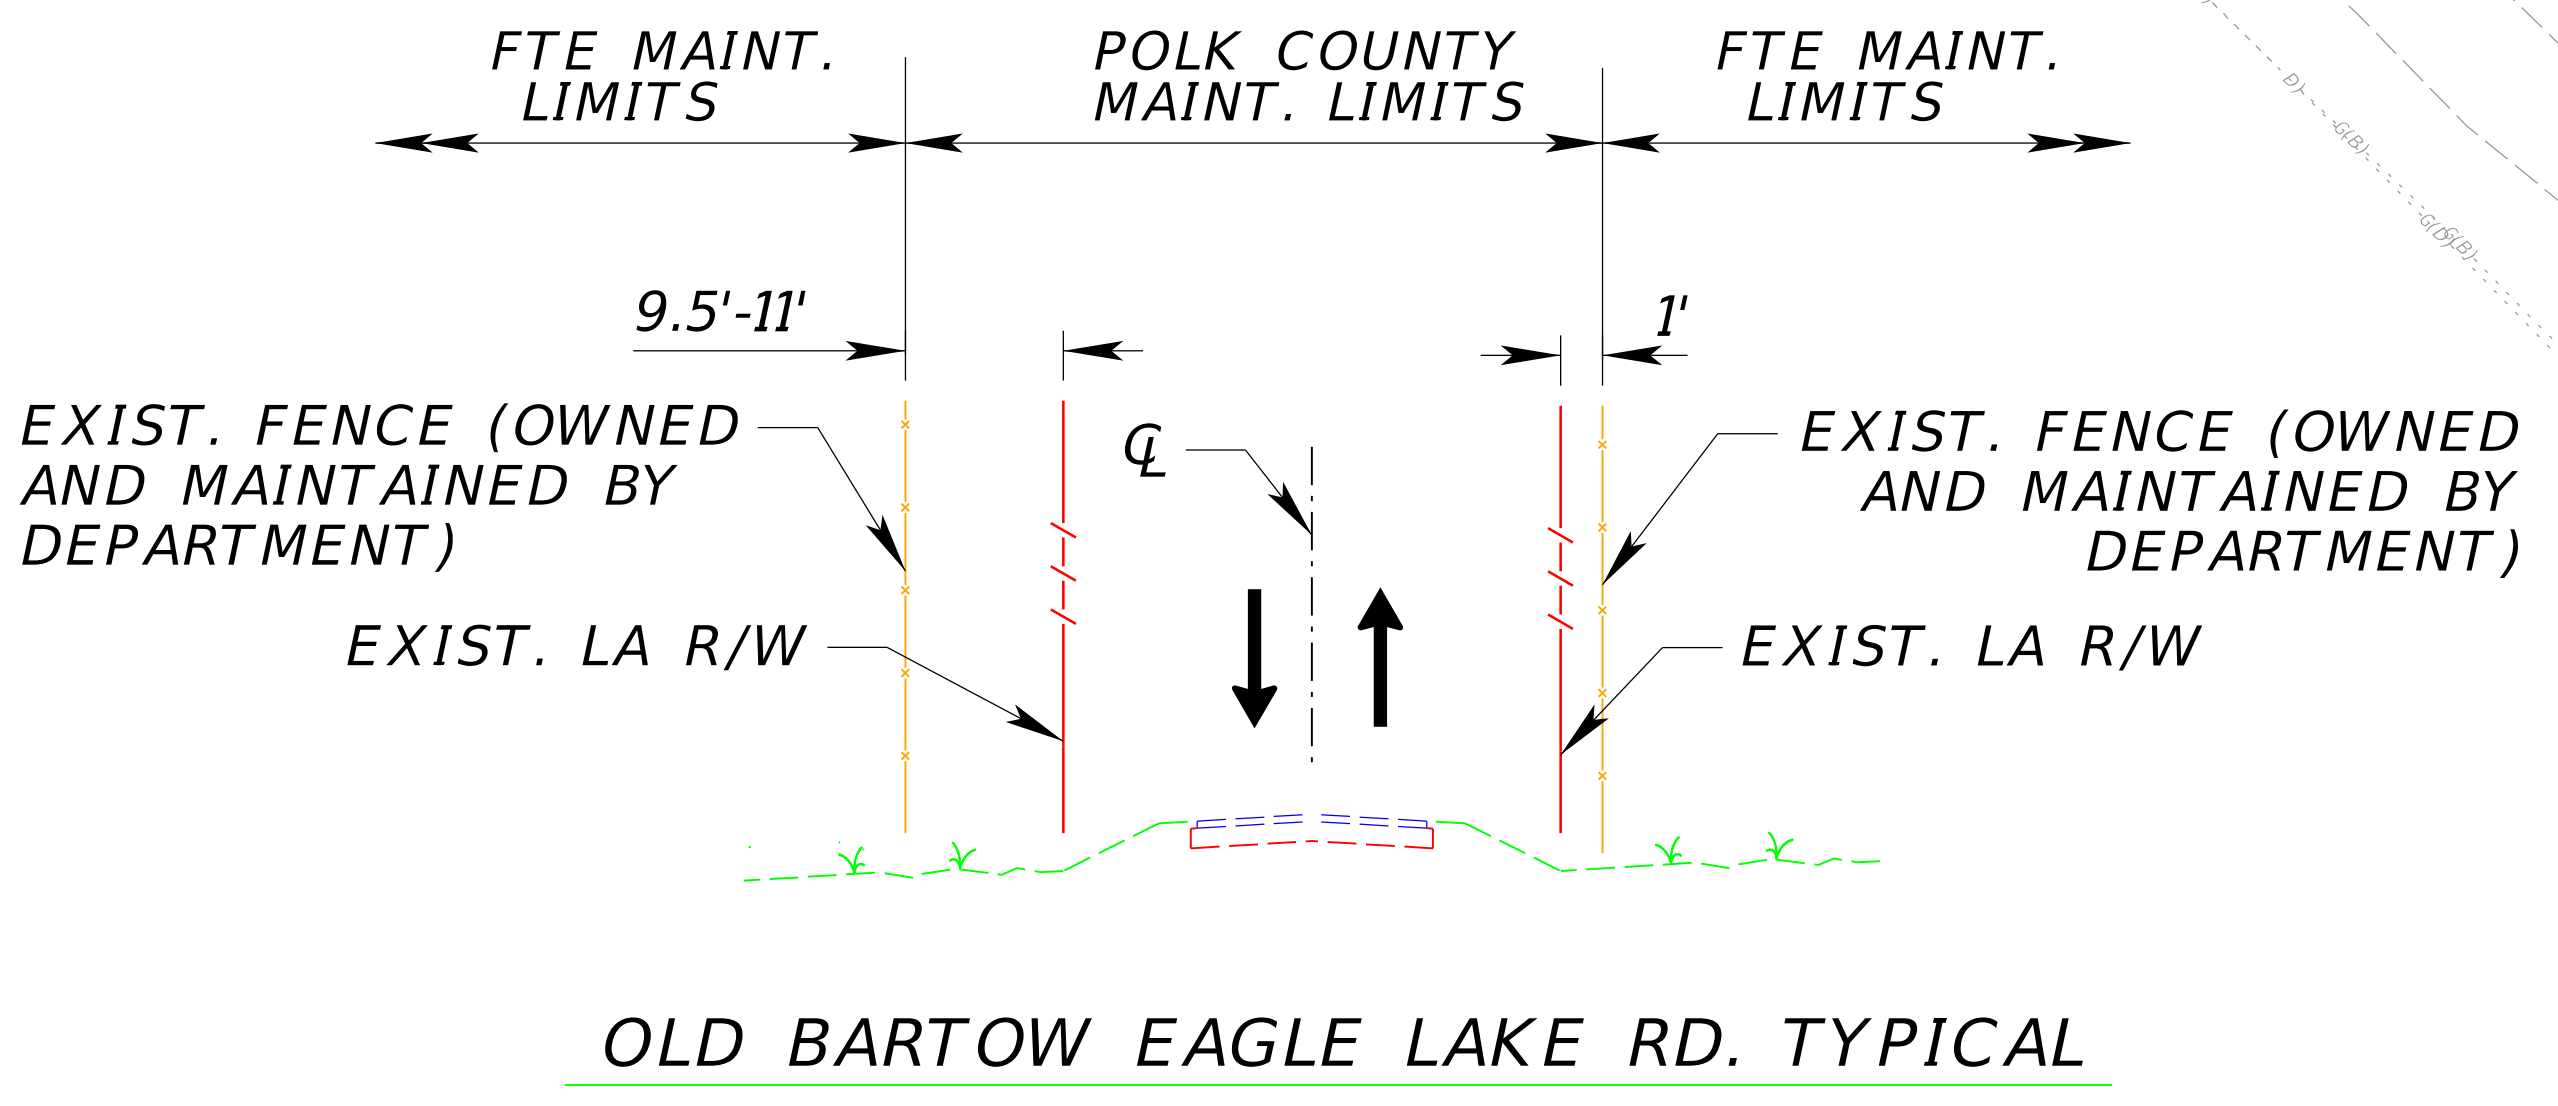 FTE MAINT.
LIMITS
POLK COUNTY
MAINT. LIMITS
FTE MAINT.
LIMITS
9.5'-11'
1'
EXIST. FENCE (OWNED
AND MAINTAINED BY
DEPARTMENT)
℄
EXIST. FENCE (OWNED
AND MAINTAINED BY
DEPARTMENT)
EXIST. LA R/W
EXIST. LA R/W
D)
G(B)
G(D)
G(B)
OLD BARTOW EAGLE LAKE RD. TYPICAL